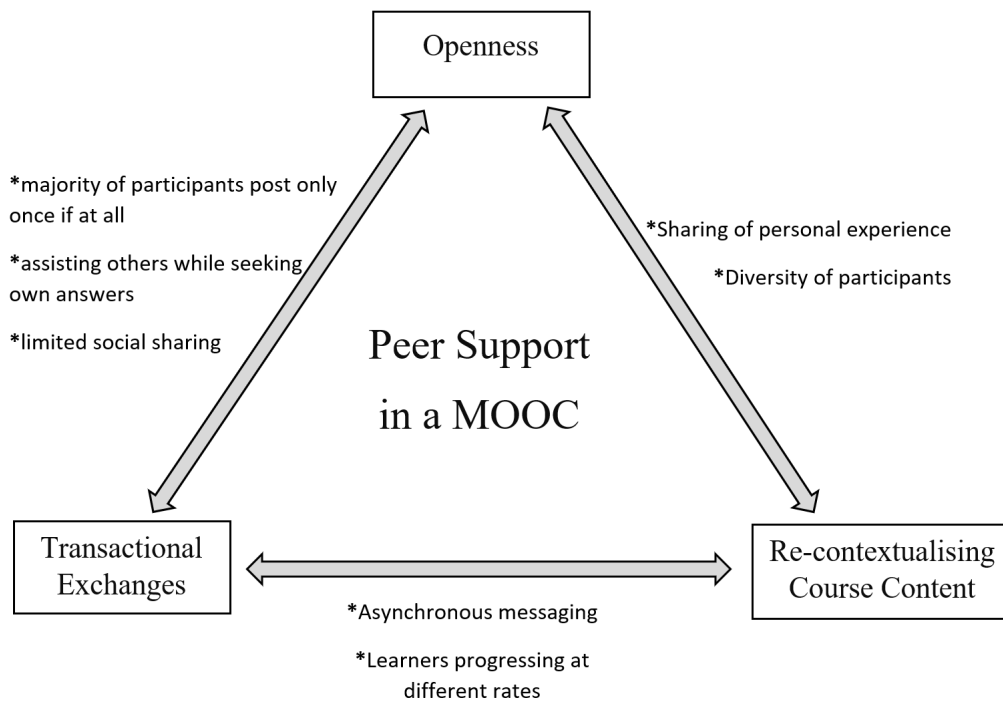 Openness
*majority of participants post only
once if at all
*assisting others while seeking
own answers
*limited social sharing
*Sharing of personal experience
*Diversity of participants
Peer Support
in a MOOC
Transactional
Exchanges
Re-contextualising
Course Content
*Asynchronous messaging
*Learners progressing at
different rates